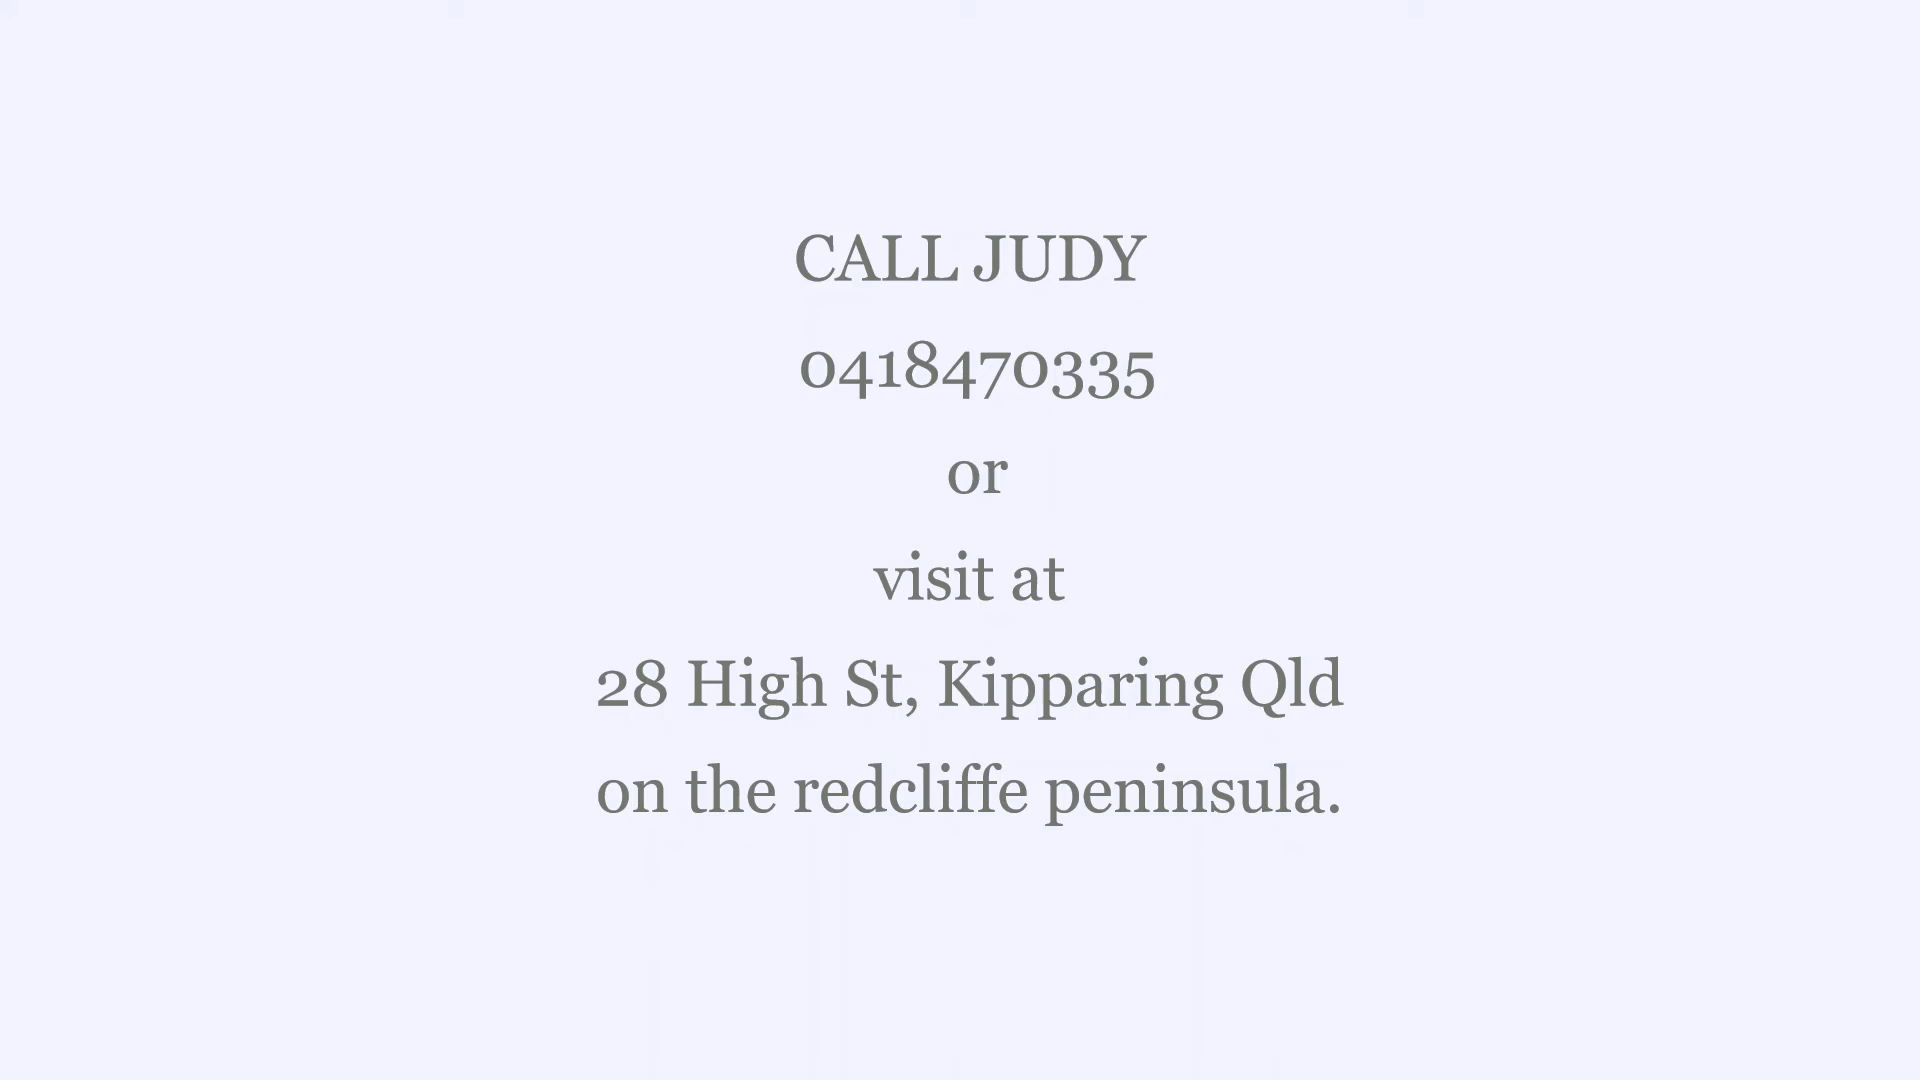 CALL JUDY
0418470335
or
visit at
28 High St, Kipparing Qld
on the redcliffe peninsula.